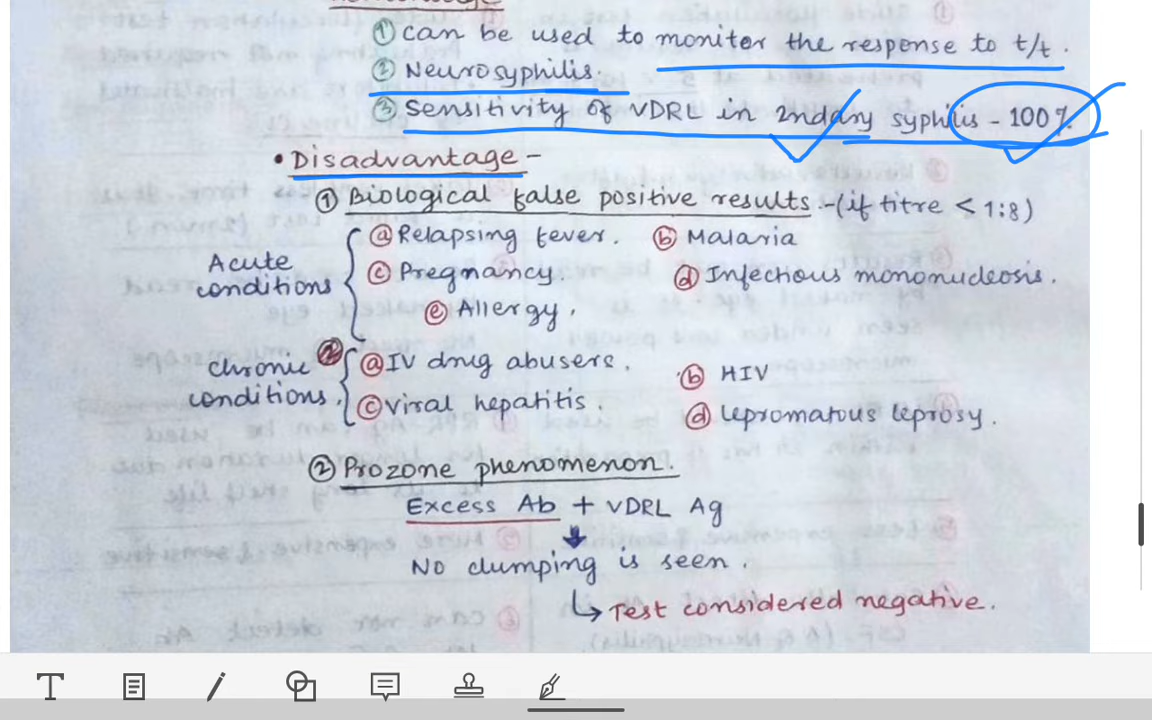 ① can be used to monitor the response to t/t.
② Neurosyphilis.
③ Sensitivity of VDRL in 2ndary syphilis - 100%
• Disadvantage -
① Biological false positive results - (if titre < 1:8)
Acute conditions
ⓐ Relapsing fever. ⓑ Malaria
ⓒ Pregnancy. ⓓ Infectious mononucleosis.
ⓔ Allergy.
chronic conditions.
ⓐ IV drug abusers. ⓑ HIV
ⓒ Viral hepatitis. ⓓ Lepromatous leprosy.
② Prozone phenomenon.
Excess Ab + VDRL Ag
No clumping is seen.
↳ Test considered negative.